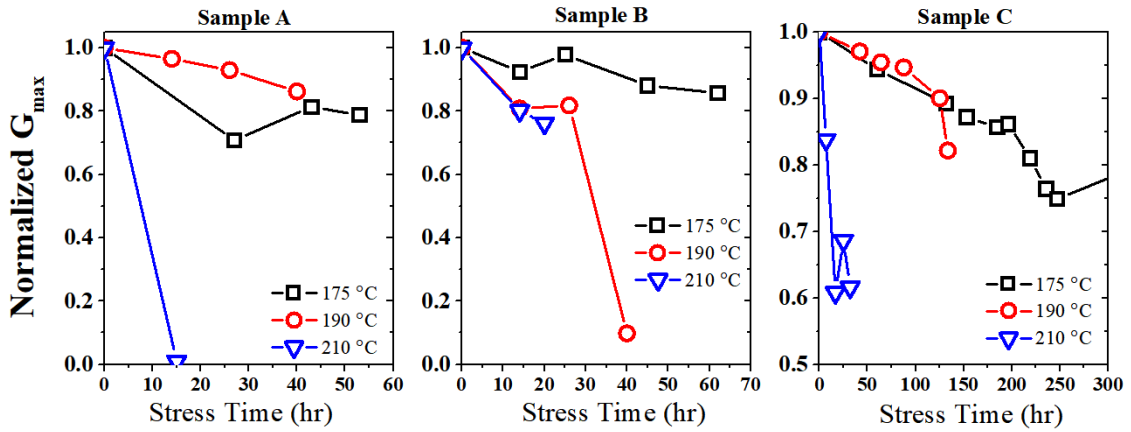 Sample A
Sample B
Sample C
Normalized G_max
1.0
0.8
0.6
0.4
0.2
0.0
175 °C
190 °C
210 °C
0 10 20 30 40 50 60
Stress Time (hr)
1.0
0.8
0.6
0.4
0.2
0.0
175 °C
190 °C
210 °C
0 10 20 30 40 50 60 70
Stress Time (hr)
1.0
0.9
0.8
0.7
0.6
0.5
175 °C
190 °C
210 °C
0 50 100 150 200 250 300
Stress Time (hr)